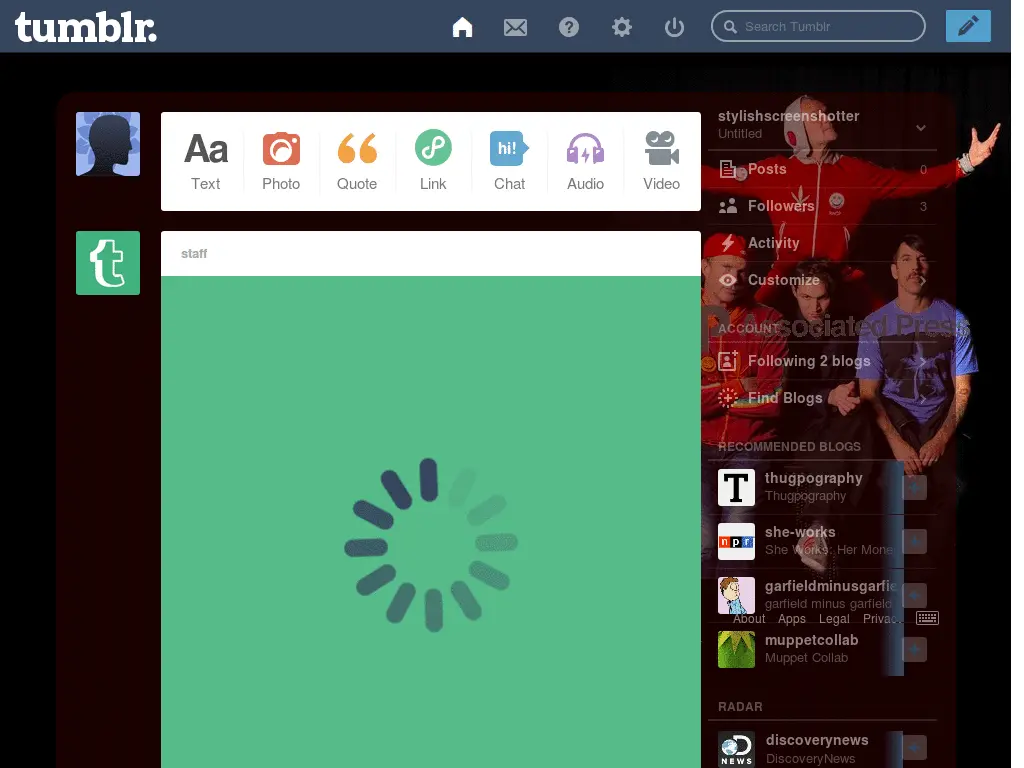 tumblr.
Search Tumblr
Aa
Text
Photo
Quote
Link
hi!
Chat
Audio
Video
t
staff
stylishscreenshotter
Untitled
Posts 0
Followers 3
Activity
Customize
Associated Press
ACCOUNT
Following 2 blogs
Find Blogs
RECOMMENDED BLOGS
T
thugpography
Thugpography
npr
she-works
She Works: Her Mone
garfieldminusgarfie
garfield minus garfield
About Apps Legal Privac
muppetcollab
Muppet Collab
RADAR
D
NEWS
discoverynews
DiscoveryNews